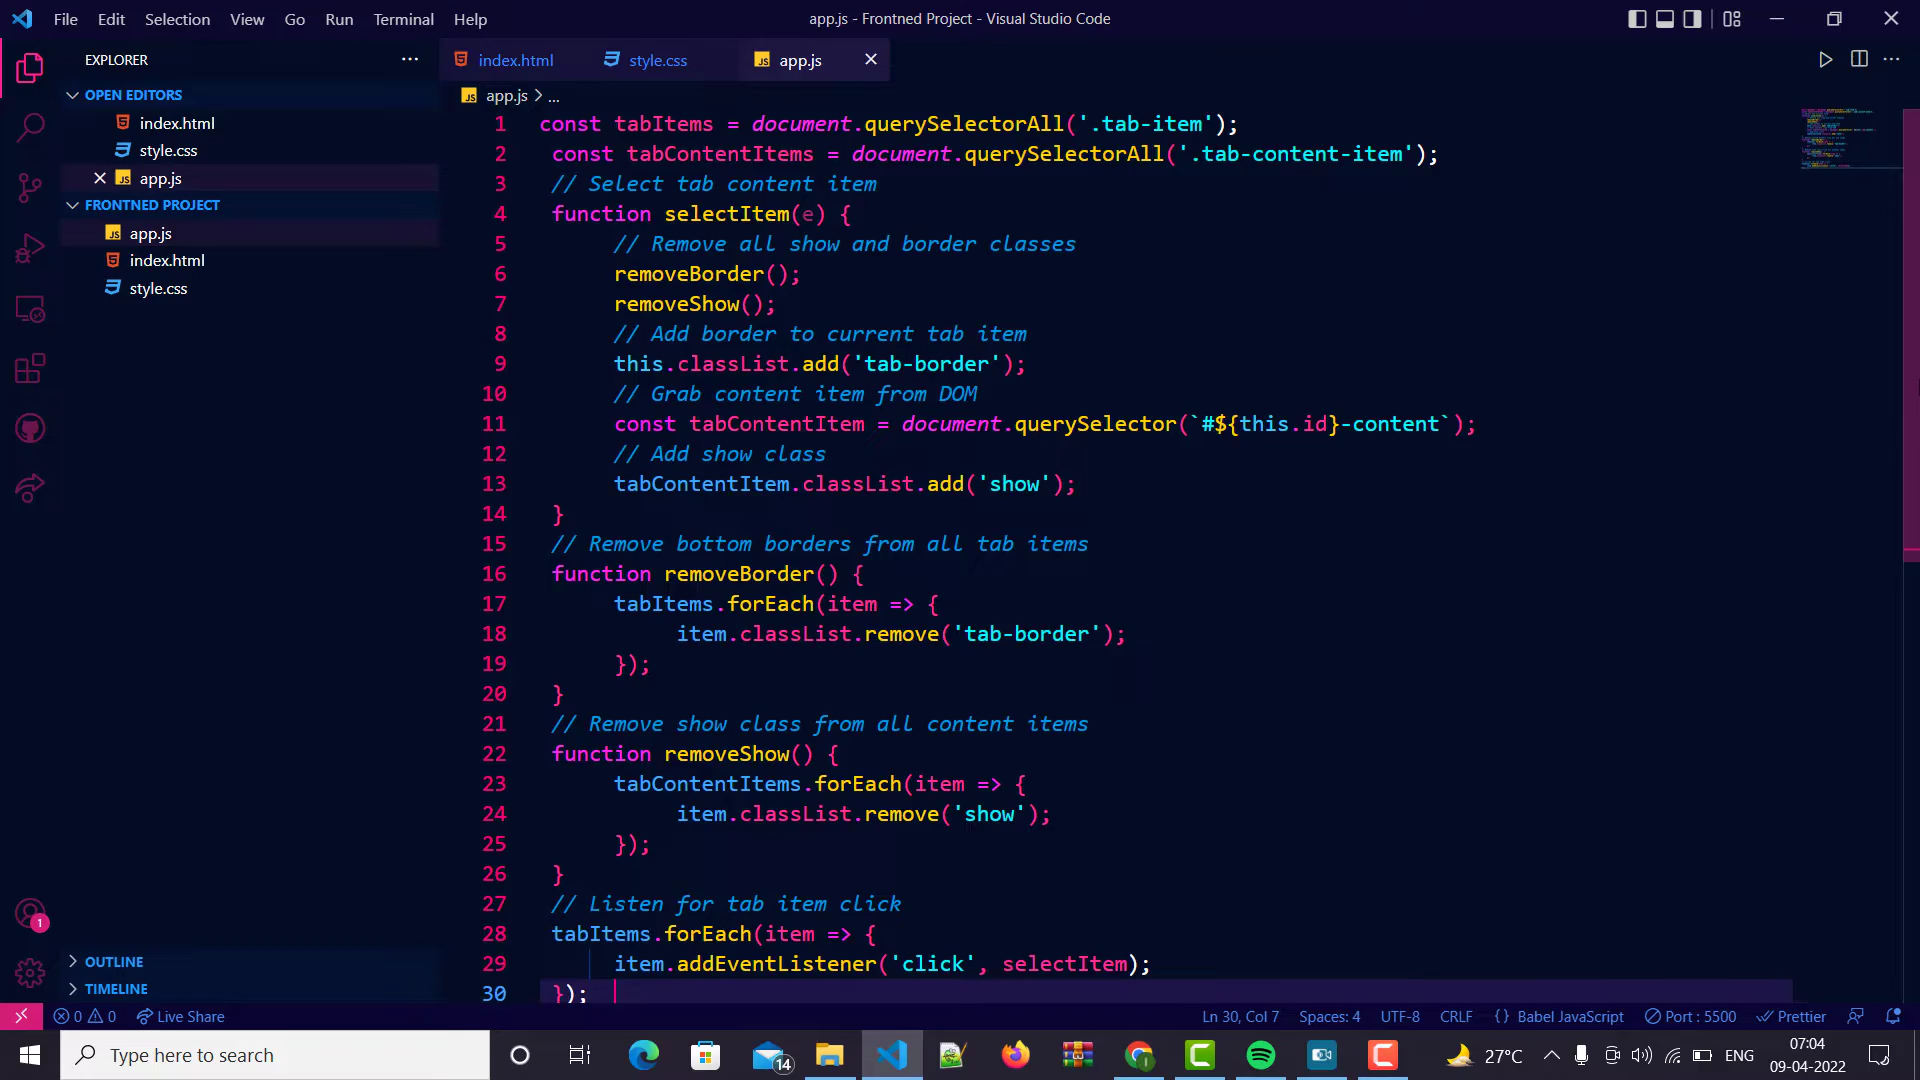 File Edit Selection View Go Run Terminal Help
app.js - Frontned Project - Visual Studio Code
EXPLORER
OPEN EDITORS
index.html
style.css
app.js
FRONTNED PROJECT
app.js
index.html
style.css
OUTLINE
TIMELINE
index.html style.css app.js
app.js > ...
1 const tabItems = document.querySelectorAll('.tab-item');
2 const tabContentItems = document.querySelectorAll('.tab-content-item');
3 // Select tab content item
4 function selectItem(e) {
5 // Remove all show and border classes
6 removeBorder();
7 removeShow();
8 // Add border to current tab item
9 this.classList.add('tab-border');
10 // Grab content item from DOM
11 const tabContentItem = document.querySelector(`#${this.id}-content`);
12 // Add show class
13 tabContentItem.classList.add('show');
14 }
15 // Remove bottom borders from all tab items
16 function removeBorder() {
17 tabItems.forEach(item => {
18 item.classList.remove('tab-border');
19 });
20 }
21 // Remove show class from all content items
22 function removeShow() {
23 tabContentItems.forEach(item => {
24 item.classList.remove('show');
25 });
26 }
27 // Listen for tab item click
28 tabItems.forEach(item => {
29 item.addEventListener('click', selectItem);
30 });
1
0 0 Live Share
Ln 30, Col 7 Spaces: 4 UTF-8 CRLF {} Babel JavaScript Port : 5500 Prettier
Type here to search
14
27°C ENG
07:04
09-04-2022